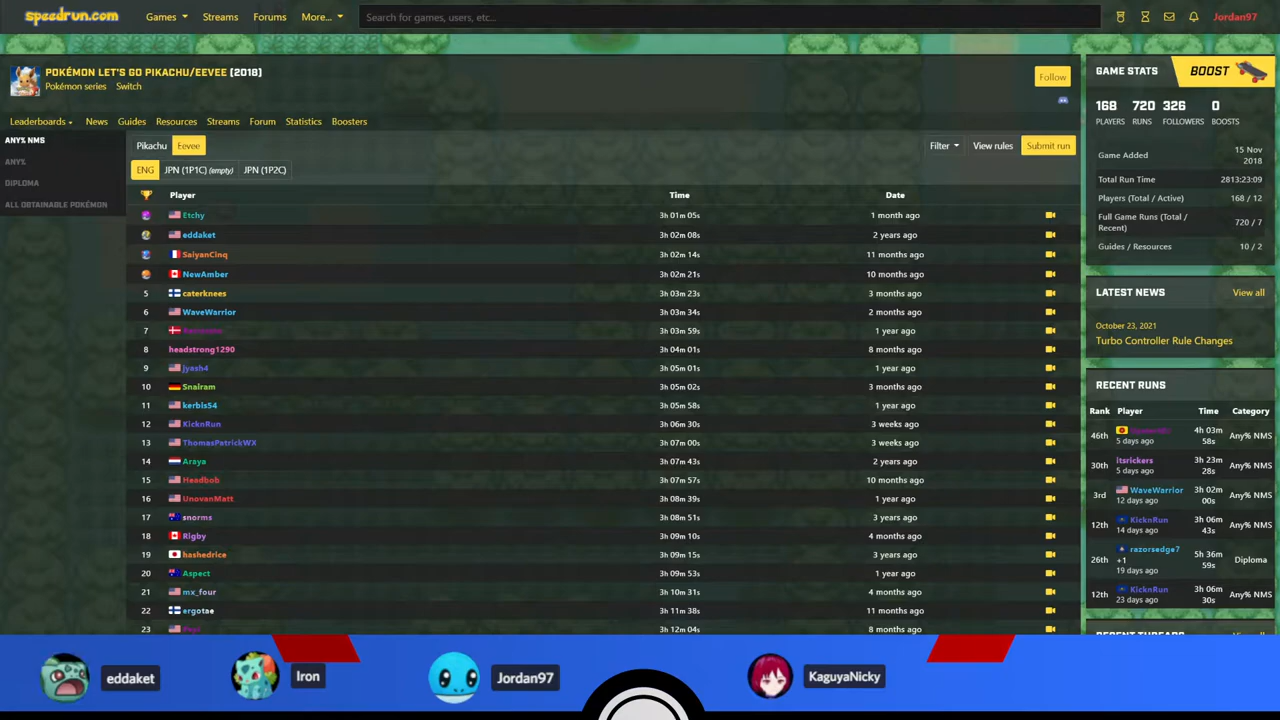 speedrun.com Games Streams Forums More... Search for games, users, etc... Jordan97
POKÉMON LET'S GO PIKACHU/EEVEE (2018)
Pokémon series Switch
Follow
Leaderboards News Guides Resources Streams Forum Statistics Boosters
ANY% NMS
ANY%
DIPLOMA
ALL OBTAINABLE POKÉMON
Pikachu Eevee Filter View rules Submit run
ENG JPN (1P1C) (empty) JPN (1P2C)
Player Time Date
Etchy 3h 01m 05s 1 month ago
eddaket 3h 02m 08s 2 years ago
SaiyanCinq 3h 02m 14s 11 months ago
NewAmber 3h 02m 21s 10 months ago
5 caterknees 3h 03m 23s 3 months ago
6 WaveWarrior 3h 03m 34s 2 months ago
7 3h 03m 59s 1 year ago
8 headstrong1290 3h 04m 01s 8 months ago
9 jyash4 3h 05m 01s 1 year ago
10 Snalram 3h 05m 02s 3 months ago
11 kerbis54 3h 05m 58s 1 year ago
12 KicknRun 3h 06m 30s 3 weeks ago
13 ThomasPatrickWX 3h 07m 00s 3 weeks ago
14 Araya 3h 07m 43s 2 years ago
15 Headbob 3h 07m 57s 10 months ago
16 UnovanMatt 3h 08m 39s 1 year ago
17 snorms 3h 08m 51s 3 years ago
18 Rigby 3h 09m 10s 4 months ago
19 hashedrice 3h 09m 15s 3 years ago
20 Aspect 3h 09m 53s 1 year ago
21 mx_four 3h 10m 31s 4 months ago
22 ergotae 3h 11m 38s 11 months ago
23 3h 12m 04s 8 months ago
GAME STATS BOOST
168 720 326 0
PLAYERS RUNS FOLLOWERS BOOSTS
Game Added 15 Nov 2018
Total Run Time 2813:23:09
Players (Total / Active) 168 / 12
Full Game Runs (Total / Recent) 720 / 7
Guides / Resources 10 / 2
LATEST NEWS View all
October 23, 2021
Turbo Controller Rule Changes
RECENT RUNS
Rank Player Time Category
46th 5 days ago 4h 03m 58s Any% NMS
30th itsrickers 5 days ago 3h 23m 28s Any% NMS
3rd WaveWarrior 12 days ago 3h 02m 00s Any% NMS
12th KicknRun 14 days ago 3h 06m 43s Any% NMS
26th razorsedge7 +1 19 days ago 5h 36m 59s Diploma
12th KicknRun 23 days ago 3h 06m 30s Any% NMS
RECENT THREADS View all
eddaket Iron Jordan97 KaguyaNicky